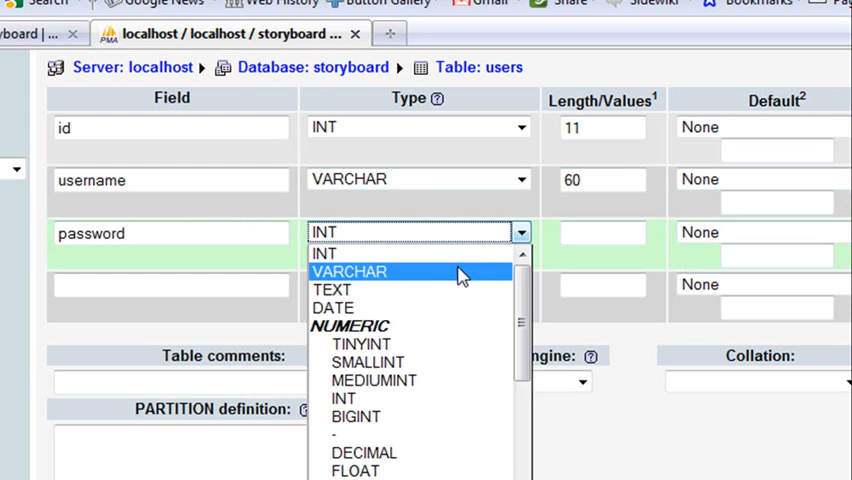 Search Google News Web History Button Gallery Gmail Share Sidewiki Bookmarks
yboard | ... localhost / localhost / storyboard ...
PMA
Server: localhost Database: storyboard Table: users
Field Type Length/Values1 Default2
id INT 11 None
username VARCHAR 60 None
password INT None
INT
VARCHAR
TEXT
DATE
NUMERIC
TINYINT
SMALLINT
MEDIUMINT
INT
BIGINT
-
DECIMAL
FLOAT
None
Table comments: ngine: Collation:
PARTITION definition: